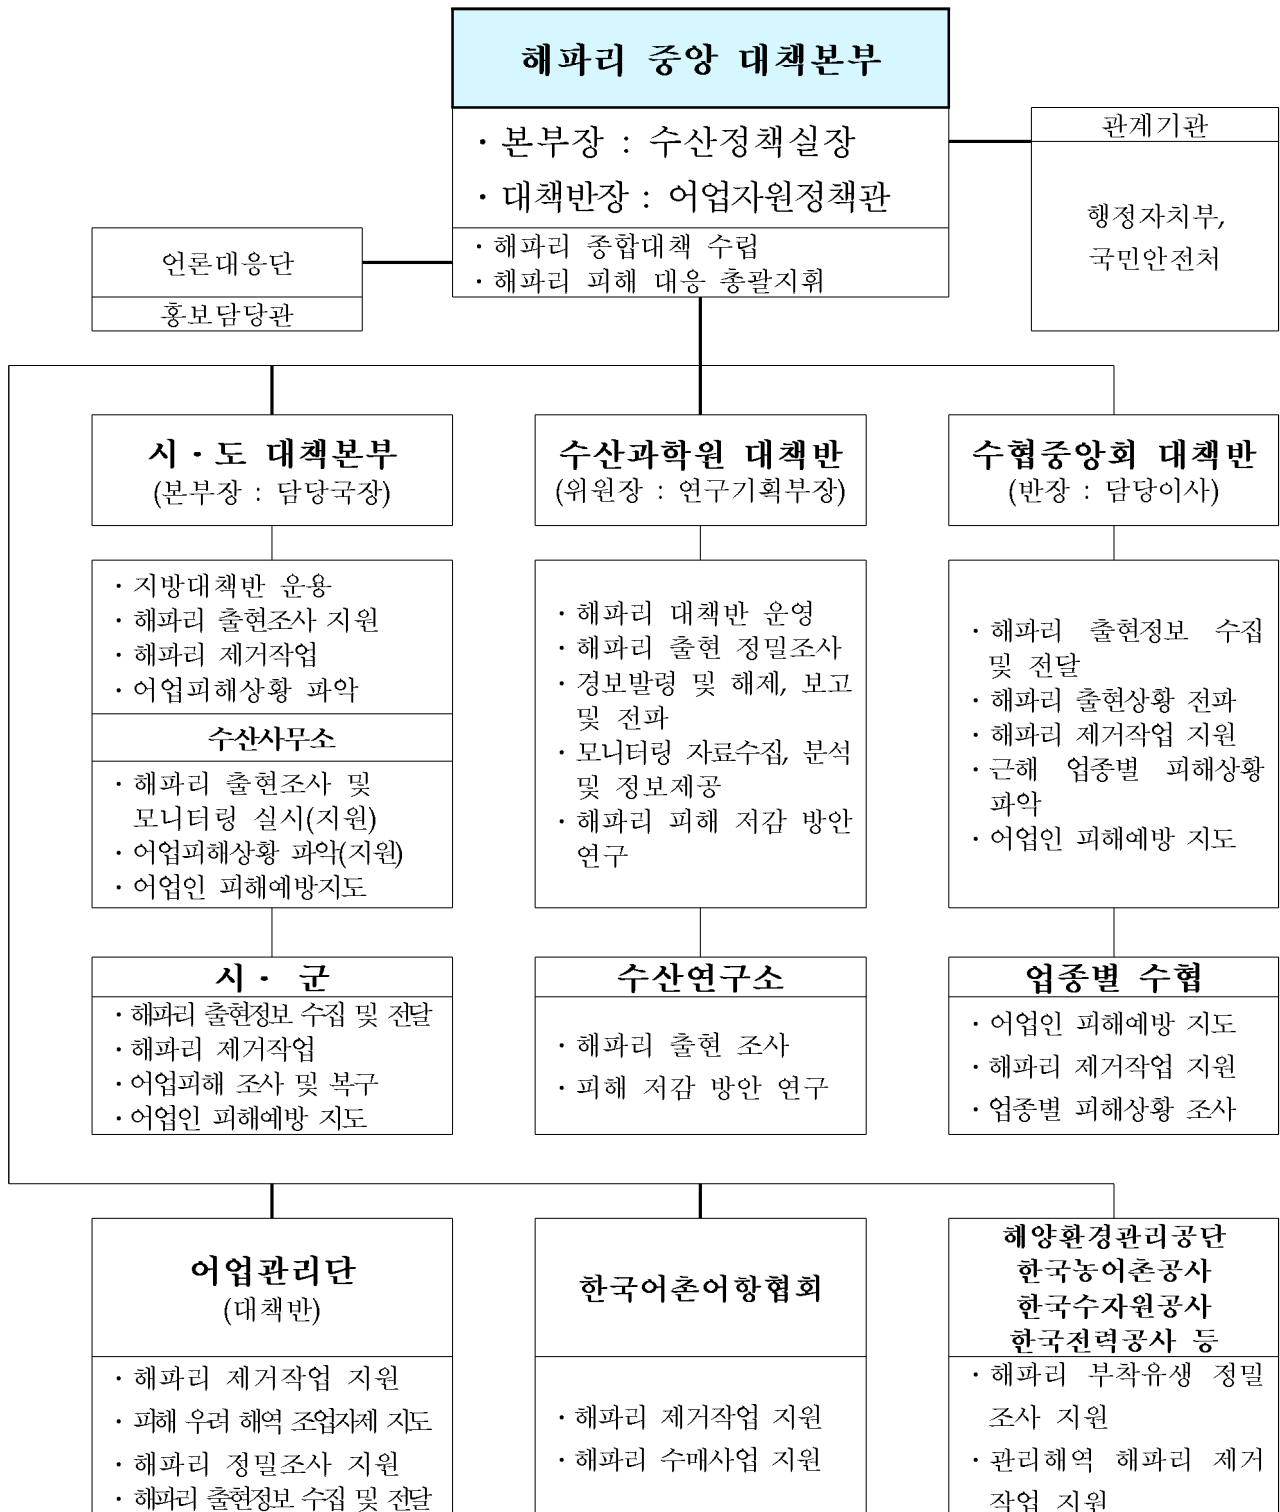 해파리 중앙 대책본부
· 본부장 : 수산정책실장
· 대책반장 : 어업자원정책관
· 해파리 종합대책 수립
· 해파리 피해 대응 총괄지휘
관계기관
행정자치부,
국민안전처
언론대응단
홍보담당관
시 · 도 대책본부
(본부장 : 담당국장)
· 지방대책반 운용
· 해파리 출현조사 지원
· 해파리 제거작업
· 어업피해상황 파악
수산사무소
· 해파리 출현조사 및
모니터링 실시(지원)
· 어업피해상황 파악(지원)
· 어업인 피해예방지도
시 · 군
· 해파리 출현정보 수집 및 전달
· 해파리 제거작업
· 어업피해 조사 및 복구
· 어업인 피해예방 지도
수산과학원 대책반
(위원장 : 연구기획부장)
· 해파리 대책반 운영
· 해파리 출현 정밀조사
· 경보발령 및 해제, 보고
및 전파
· 모니터링 자료수집, 분석
및 정보제공
· 해파리 피해 저감 방안
연구
수산연구소
· 해파리 출현 조사
· 피해 저감 방안 연구
수협중앙회 대책반
(반장 : 담당이사)
· 해파리 출현정보 수집
및 전달
· 해파리 출현상황 전파
· 해파리 제거작업 지원
· 근해 업종별 피해상황
파악
· 어업인 피해예방 지도
업종별 수협
· 어업인 피해예방 지도
· 해파리 제거작업 지원
· 업종별 피해상황 조사
어업관리단
(대책반)
· 해파리 제거작업 지원
· 피해 우려 해역 조업자제 지도
· 해파리 정밀조사 지원
· 해파리 출현정보 수집 및 전달
한국어촌어항협회
· 해파리 제거작업 지원
· 해파리 수매사업 지원
해양환경관리공단
한국농어촌공사
한국수자원공사
한국전력공사 등
· 해파리 부착유생 정밀
조사 지원
· 관리해역 해파리 제거
작업 지원